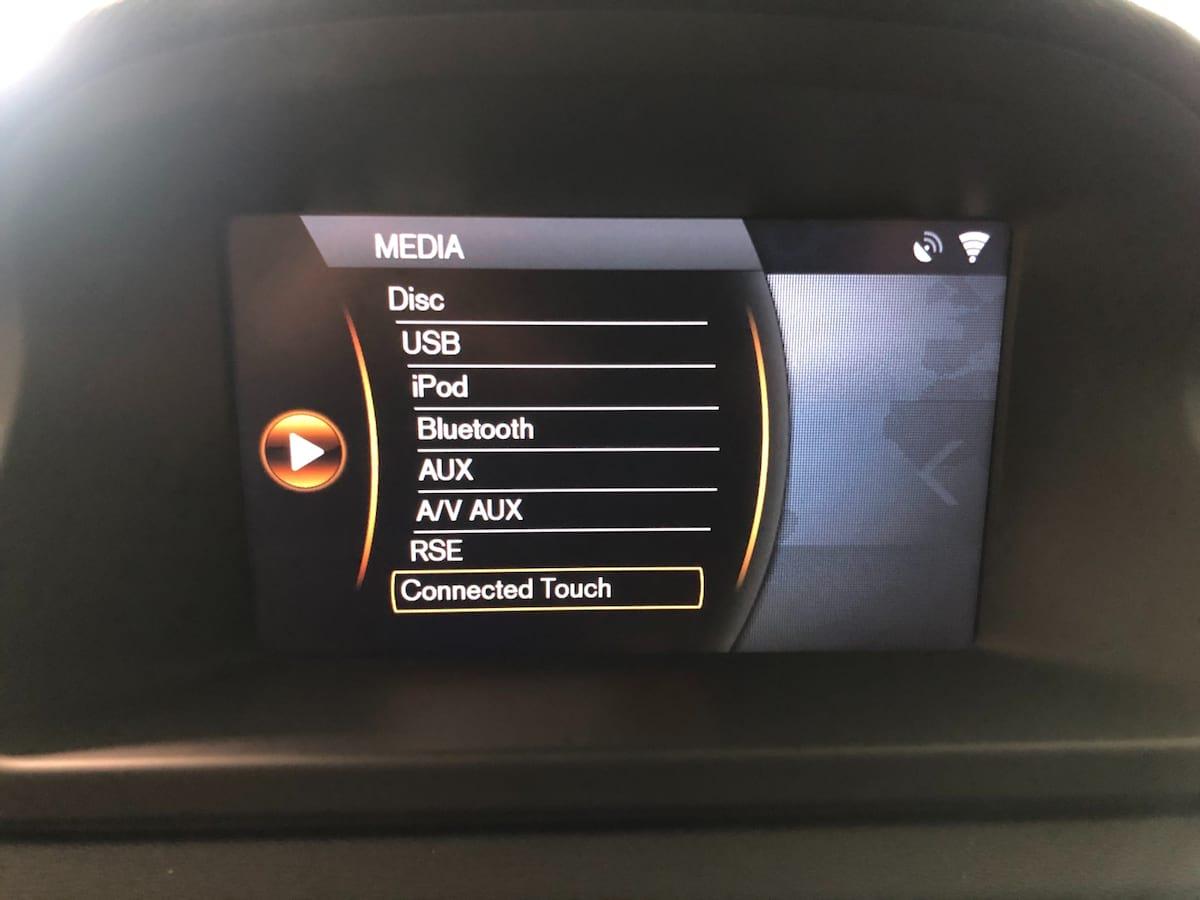 MEDIA
Disc
USB
iPod
Bluetooth
AUX
A/V AUX
RSE
Connected Touch